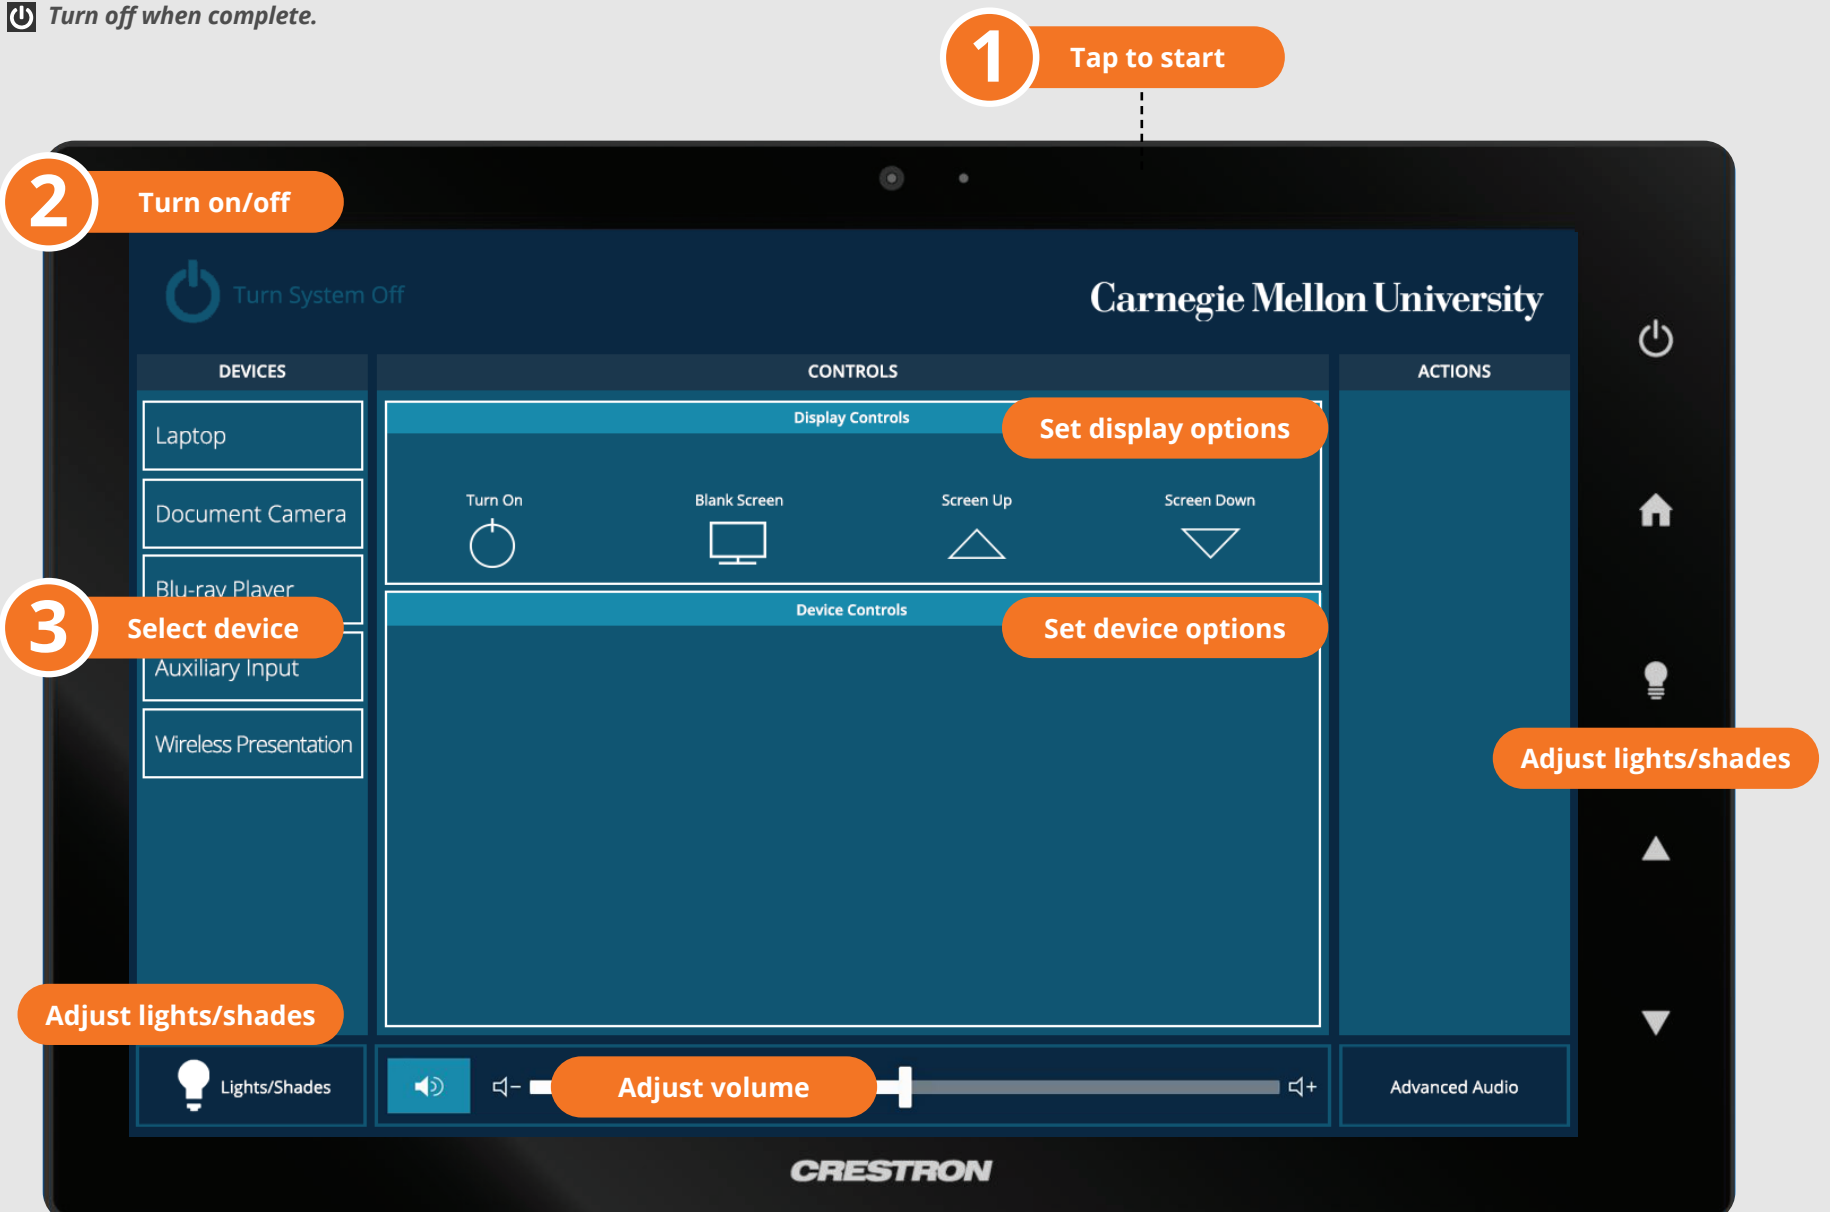 Turn off when complete.
1
Tap to start
2
Turn on/off
Turn System Off
Carnegie Mellon University
DEVICES
CONTROLS
ACTIONS
Laptop
Document Camera
Blu-ray Player
Auxiliary Input
Wireless Presentation
3
Select device
Display Controls
Set display options
Turn On
Blank Screen
Screen Up
Screen Down
Device Controls
Set device options
Adjust lights/shades
Adjust lights/shades
Lights/Shades
Adjust volume
Advanced Audio
CRESTRON